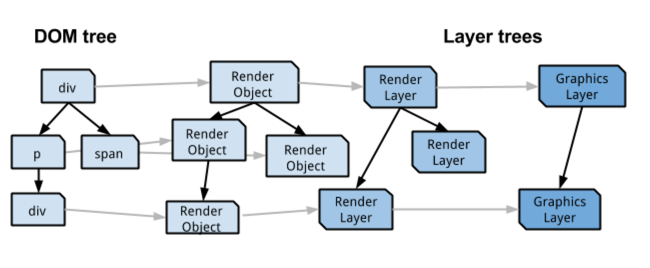 DOM tree
Layer trees
div
Render
Object
Render
Layer
Graphics
Layer
p
span
Render
Object
Render
Object
Render
Layer
div
Render
Object
Render
Layer
Graphics
Layer